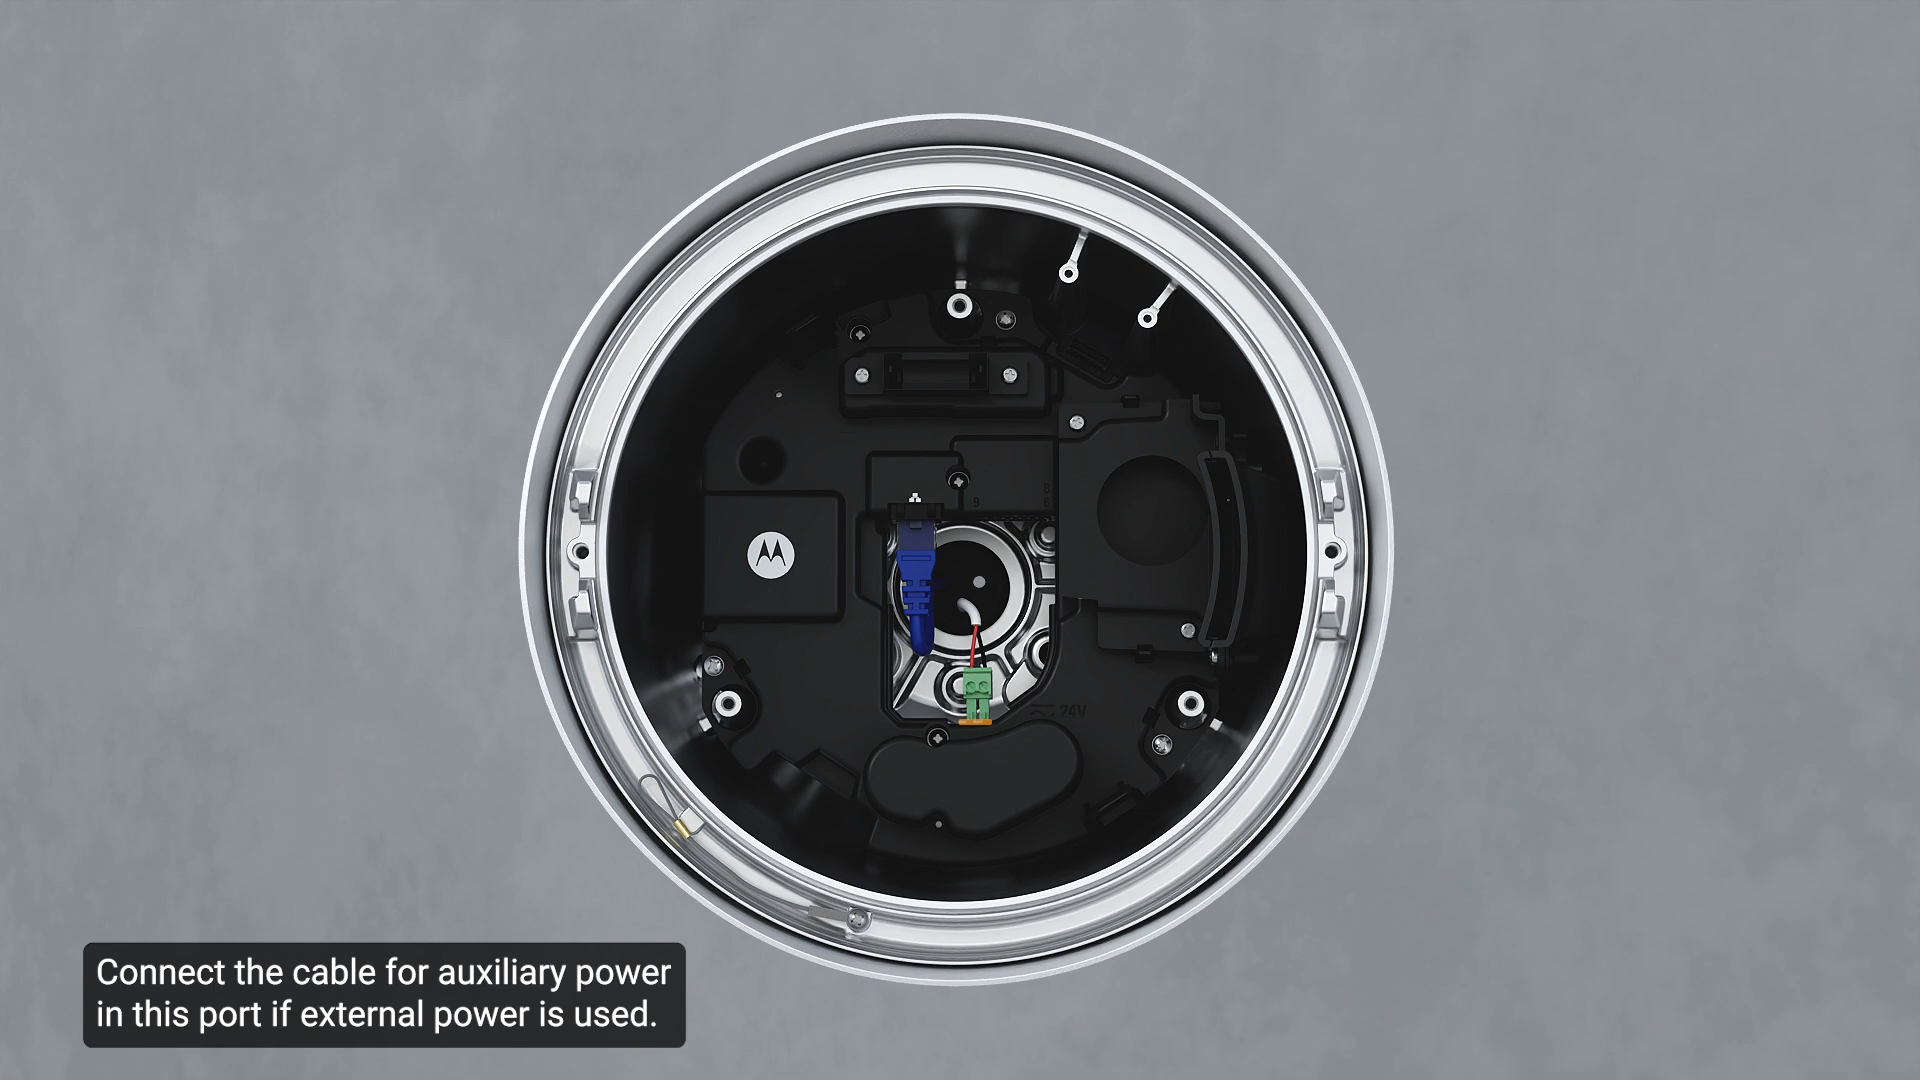 24V
Connect the cable for auxiliary power
in this port if external power is used.